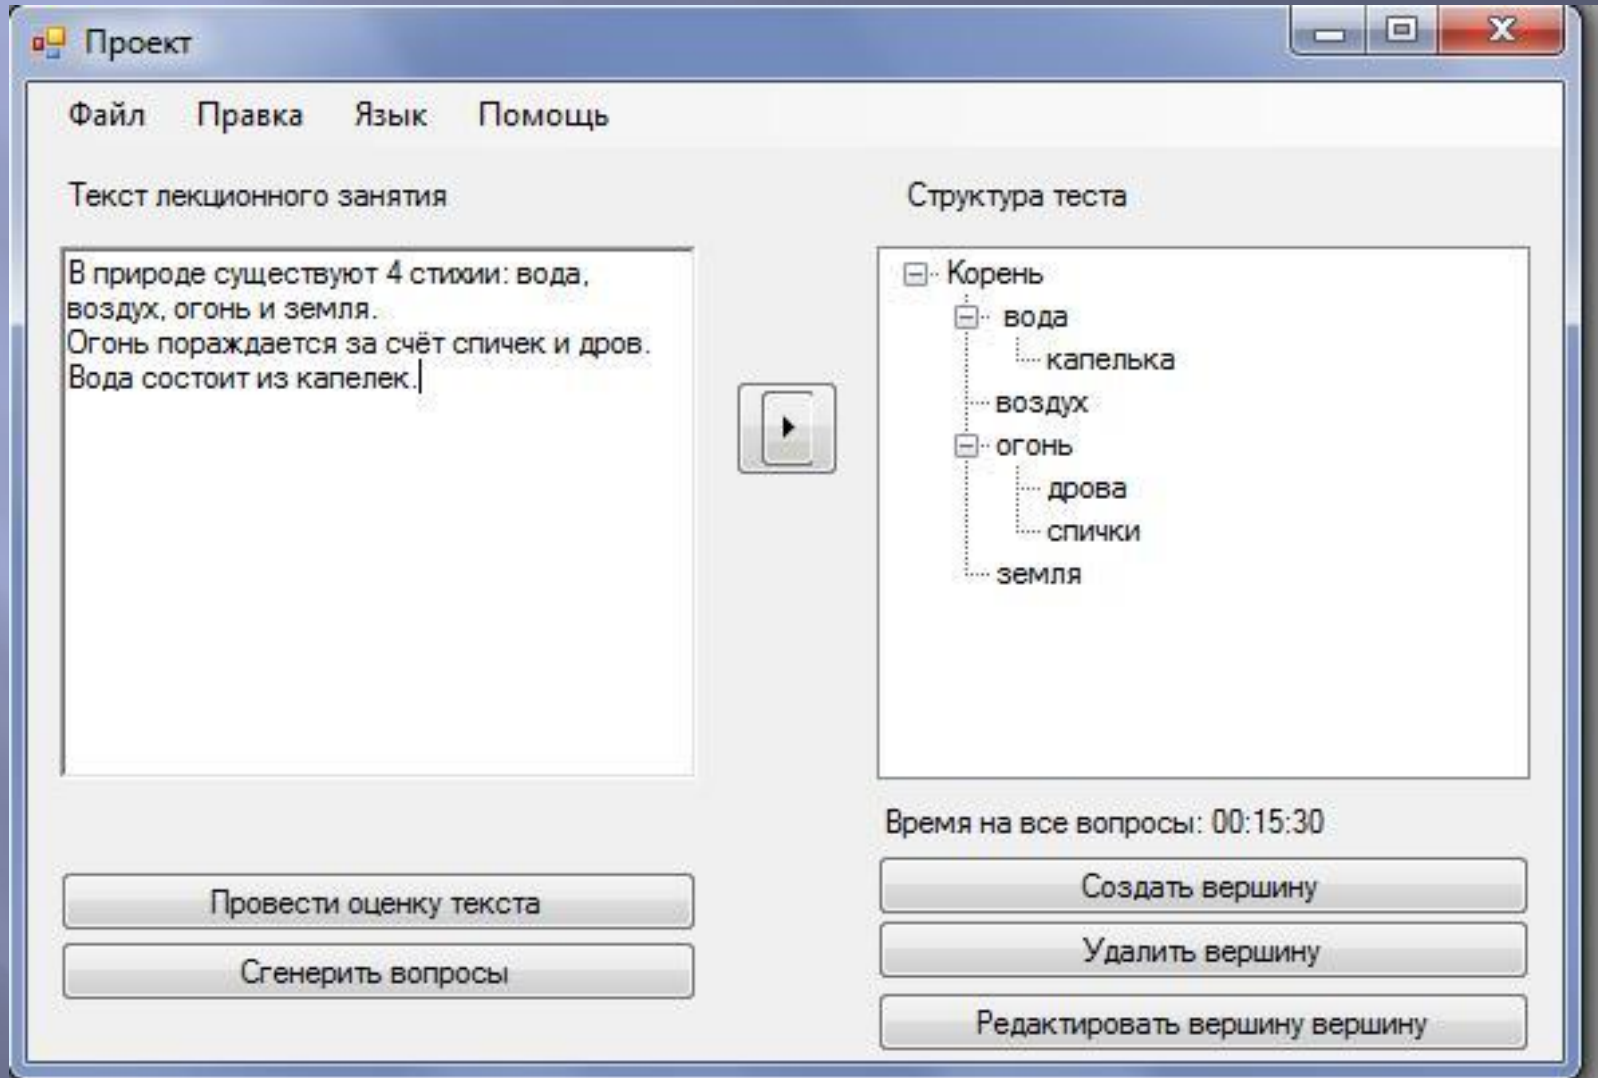 Проект
Файл Правка Язык Помощь
Текст лекционного занятия
В природе существуют 4 стихии: вода,
воздух, огонь и земля.
Огонь пораждается за счёт спичек и дров.
Вода состоит из капелек.
Структура теста
Корень
вода
капелька
воздух
огонь
дрова
спички
земля
Время на все вопросы: 00:15:30
Провести оценку текста
Сгенерить вопросы
Создать вершину
Удалить вершину
Редактировать вершину вершину